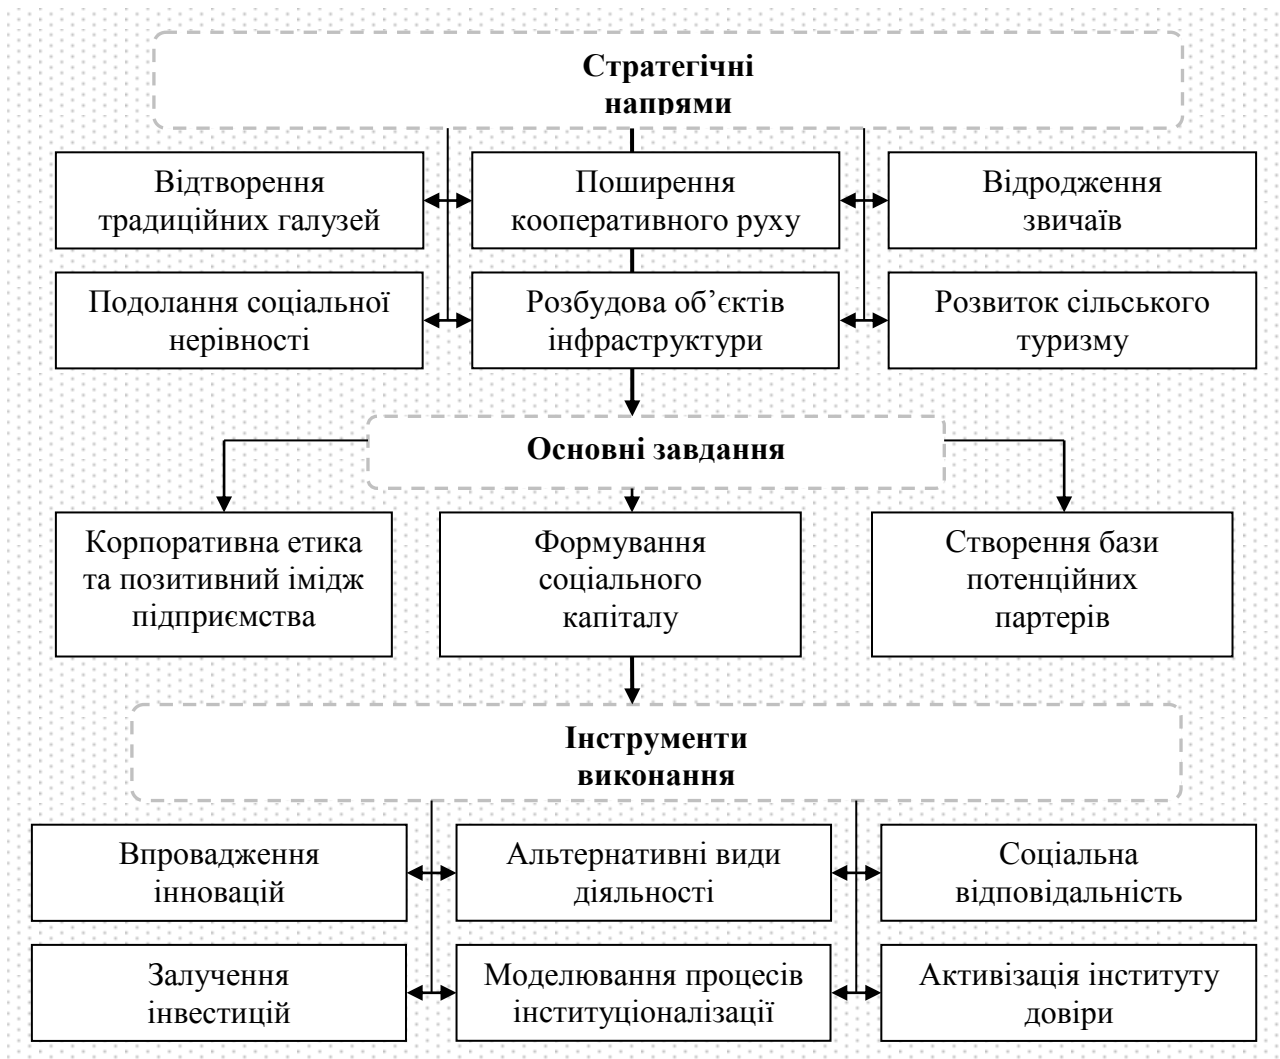 Стратегічні
напрями
Відтворення
традиційних галузей
Поширення
кооперативного руху
Відродження
звичаїв
Подолання соціальної
нерівності
Розбудова об’єктів
інфраструктури
Розвиток сільського
туризму
Основні завдання
Корпоративна етика
та позитивний імідж
підприємства
Формування
соціального
капіталу
Створення бази
потенційних
партерів
Інструменти
виконання
Впровадження
інновацій
Альтернативні види
діяльності
Соціальна
відповідальність
Залучення
інвестицій
Моделювання процесів
інституціоналізації
Активізація інституту
довіри